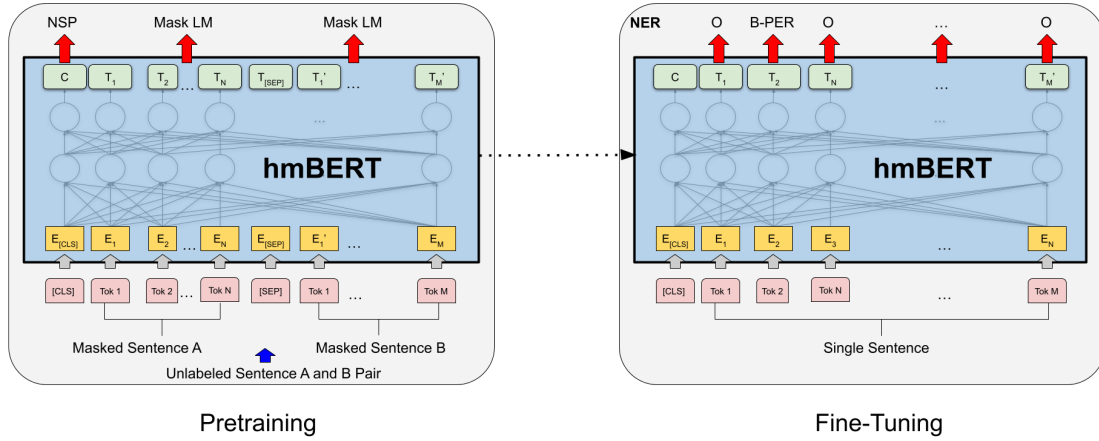 NSP Mask LM Mask LM
C T1 T2 ... TN T[SEP] T1' ... TM'
...
hmBERT
E[CLS] E1 E2 ... EN E[SEP] E1' ... EM
[CLS] Tok 1 Tok 2 ... Tok N [SEP] Tok 1 ... Tok M
Masked Sentence A Masked Sentence B
Unlabeled Sentence A and B Pair
Pretraining
NER O B-PER O ... O
C T1 T2 TN ... TM'
...
hmBERT
E[CLS] E1 E2 E3 ... EN
[CLS] Tok 1 Tok 2 Tok N ... Tok M
Single Sentence
Fine-Tuning